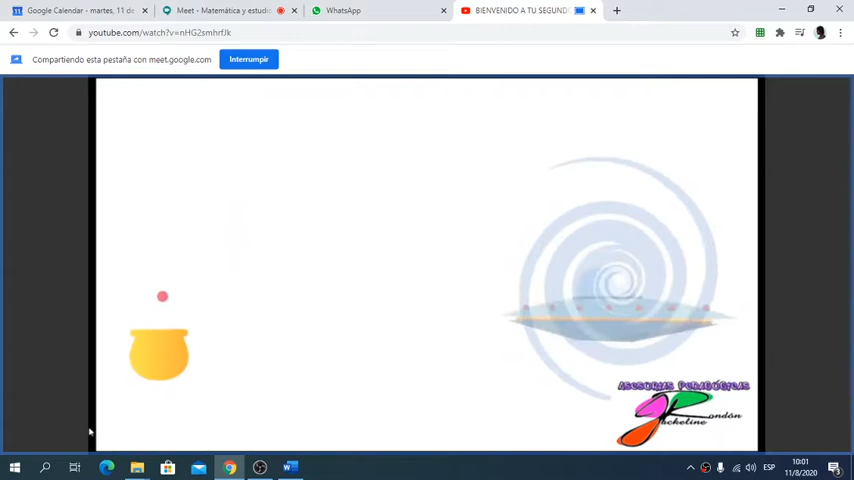 Google Calendar - martes, 11 de
Meet - Matemática y estudi
WhatsApp
BIENVENIDO A TU SEGUND
youtube.com/watch?v=nHG2smhrfJk
Compartiendo esta pestaña con meet.google.com
Interrumpir
ASESORIAS PEDAGÓGICAS
Jackeline Rondón
ESP
10:01
11/8/2020